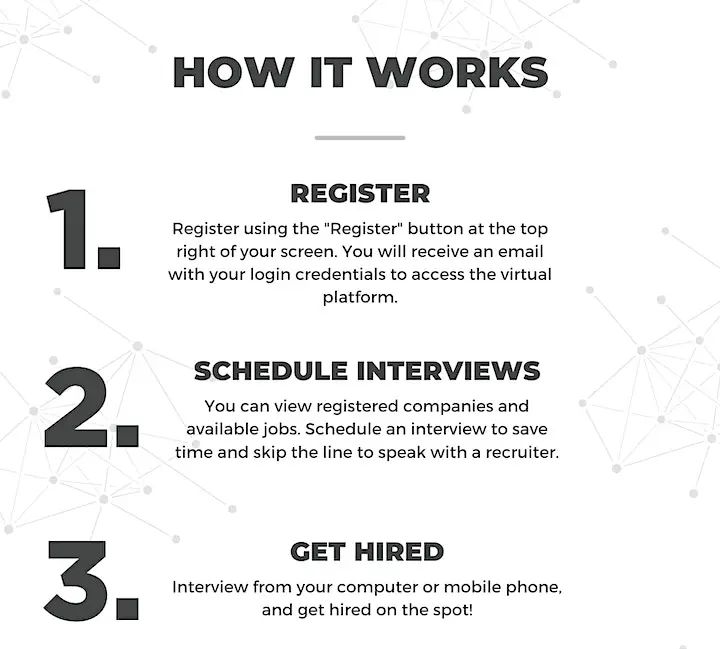 HOW IT WORKS
1.
REGISTER
Register using the "Register" button at the top
right of your screen. You will receive an email
with your login credentials to access the virtual
platform.
2.
SCHEDULE INTERVIEWS
You can view registered companies and
available jobs. Schedule an interview to save
time and skip the line to speak with a recruiter.
3.
GET HIRED
Interview from your computer or mobile phone,
and get hired on the spot!